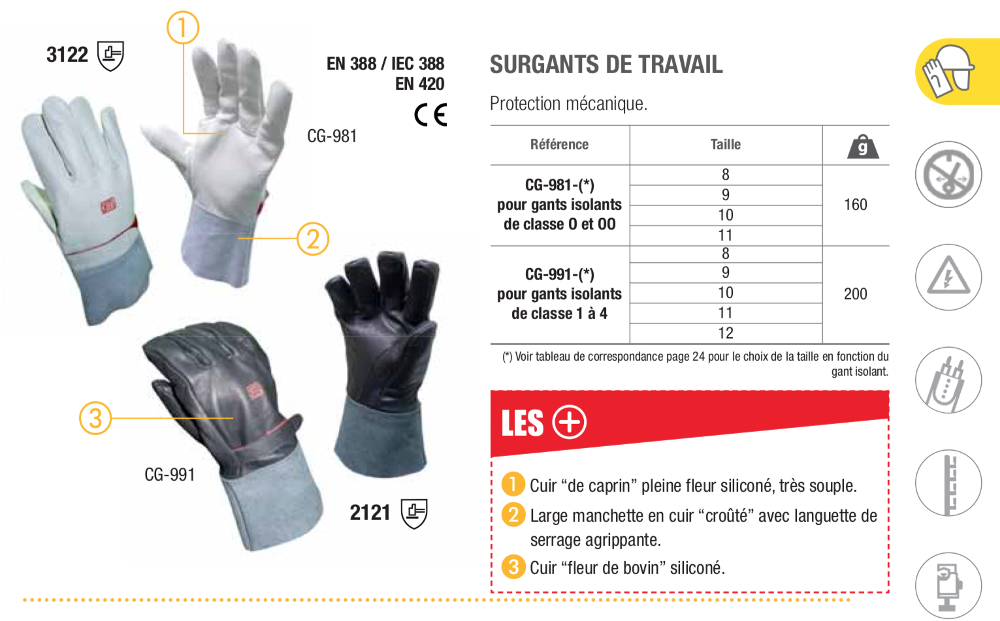 1
3122
EN 388 / IEC 388
EN 420
CE
CG-981
2
3
CG-991
2121
SURGANTS DE TRAVAIL
Protection mécanique.
Référence Taille g
CG-981-(*)
pour gants isolants
de classe 0 et 00
8
9
10
11
160
CG-991-(*)
pour gants isolants
de classe 1 à 4
8
9
10
11
12
200
(*) Voir tableau de correspondance page 24 pour le choix de la taille en fonction du
gant isolant.
LES +
1 Cuir “de caprin” pleine fleur siliconé, très souple.
2 Large manchette en cuir “croûté” avec languette de
serrage agrippante.
3 Cuir “fleur de bovin” siliconé.